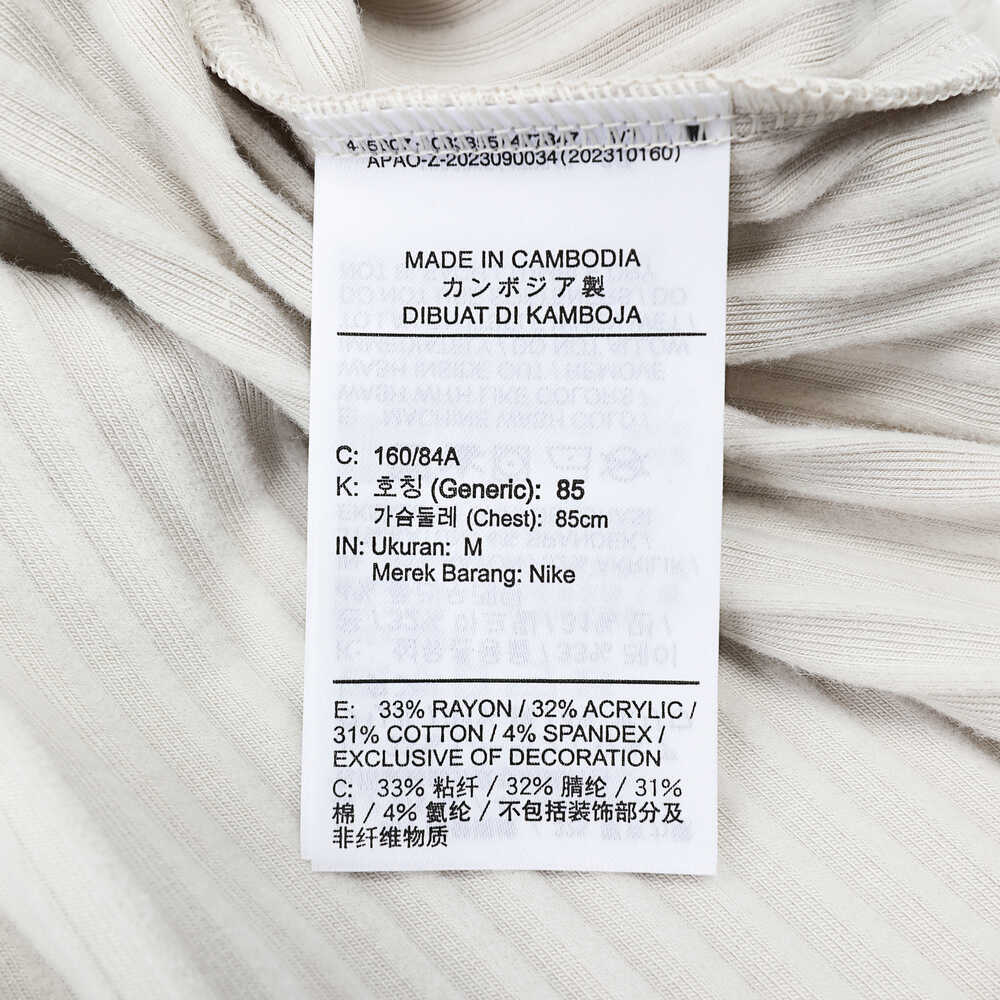 APAO-Z-2023090034(202310160)
MADE IN CAMBODIA
カンボジア製
DIBUAT DI KAMBOJA
C: 160/84A
K: 호칭 (Generic): 85
가슴둘레 (Chest): 85cm
IN: Ukuran: M
Merek Barang: Nike
E: 33% RAYON / 32% ACRYLIC /
31% COTTON / 4% SPANDEX /
EXCLUSIVE OF DECORATION
C: 33% 粘纤 / 32% 腈纶 / 31%
棉 / 4% 氨纶 / 不包括装饰部分及
非纤维物质